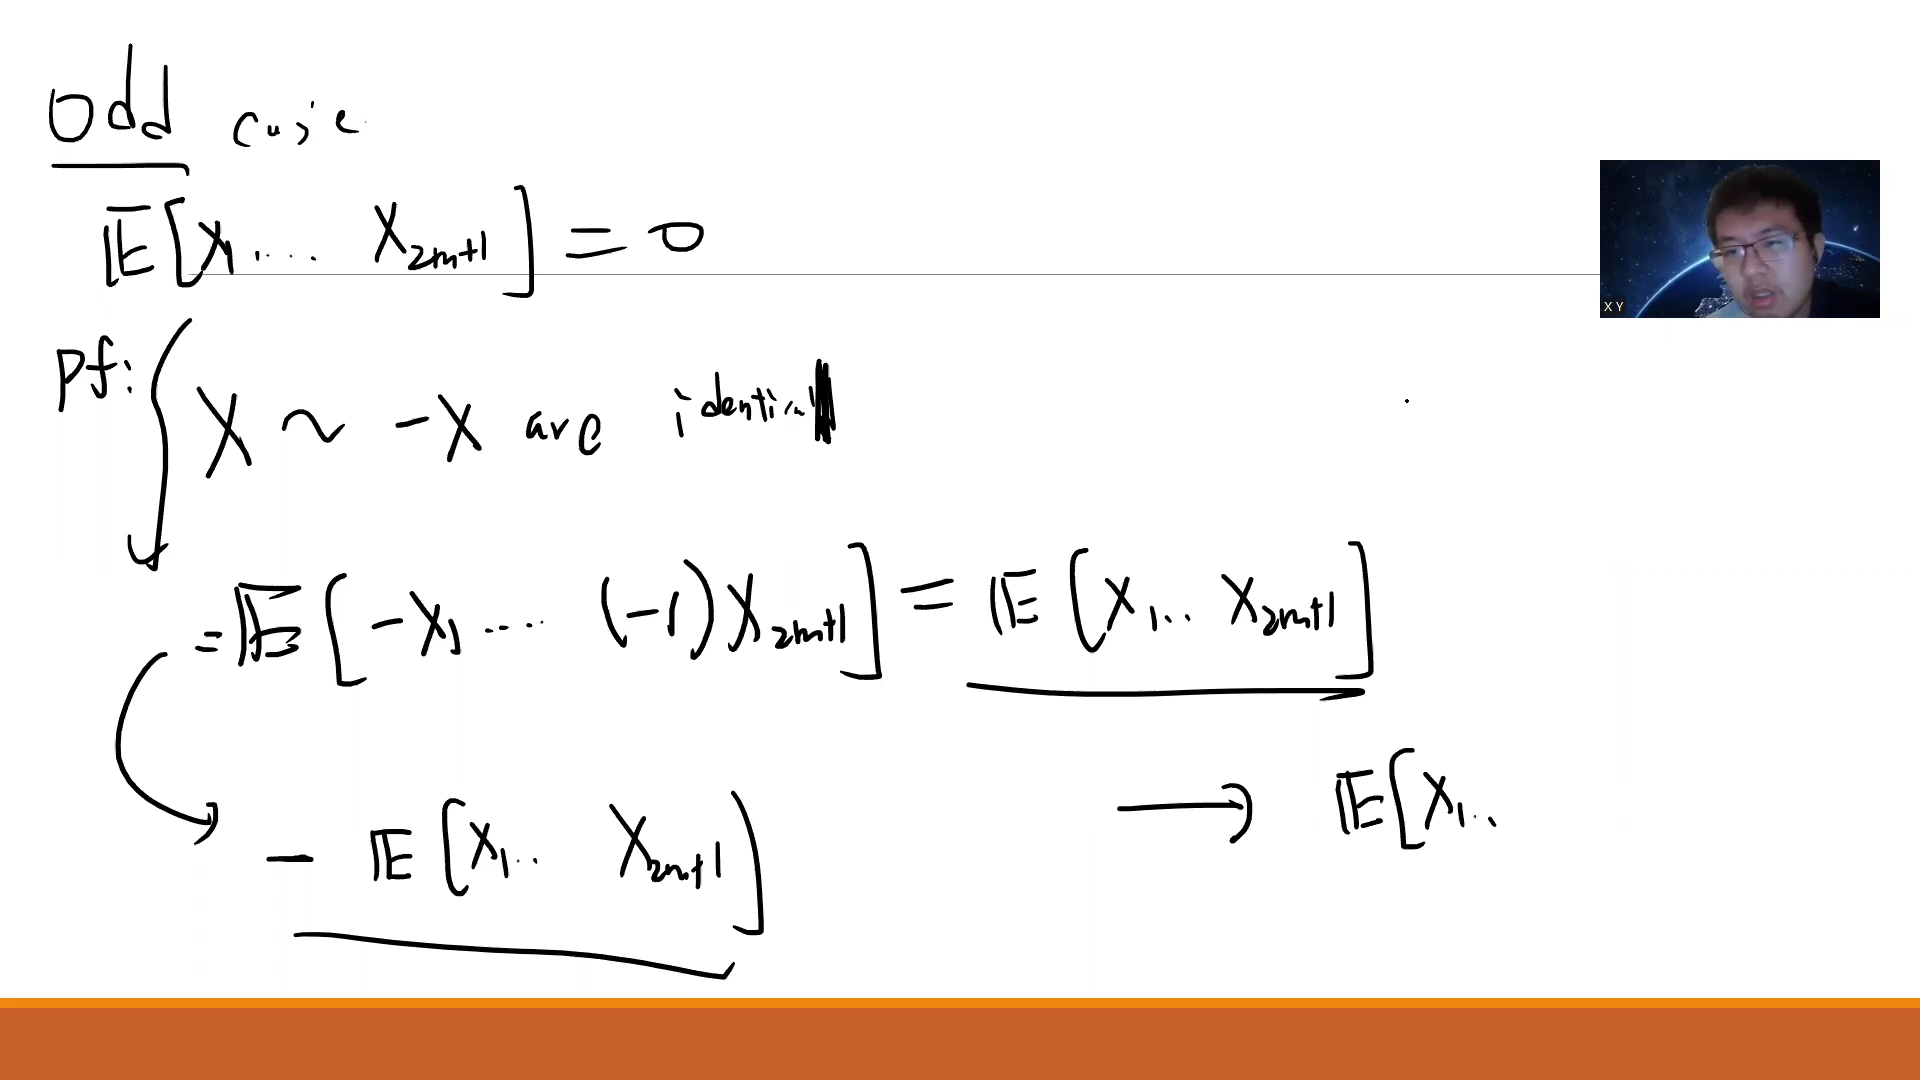 odd case
𝔼[X₁.... X₂ₘ₊₁] = 0
X Y
pf:
X ~ -X are identical
= 𝔼[-X₁.... (-1)X₂ₘ₊₁] = 𝔼[X₁.. X₂ₘ₊₁]
→ 𝔼[X₁..
- 𝔼[X₁.. X₂ₘ₊₁]